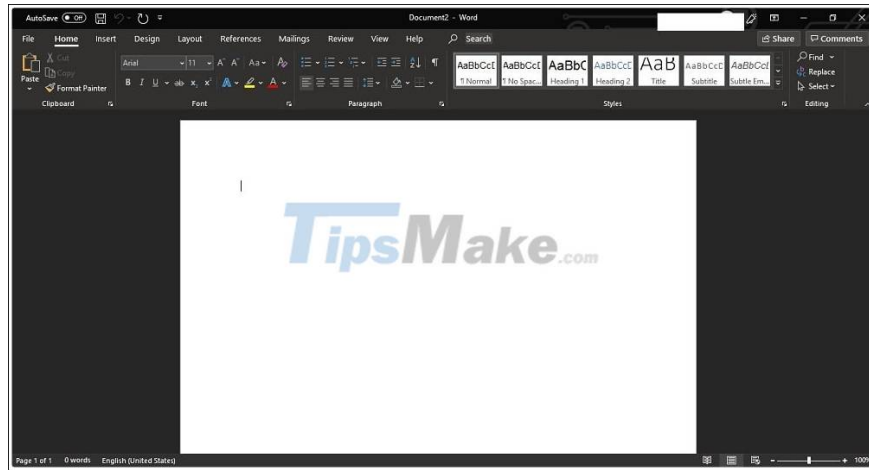 AutoSave Off Document2 - Word
File Home Insert Design Layout References Mailings Review View Help Search Share Comments
Paste
Cut
Copy
Format Painter
Clipboard
Arial 11
Font
Paragraph
AaBbCcI AaBbCcI AaBbC AaBbCcC AaB AaBbCcC AaBbCcI
¶ Normal ¶ No Spac... Heading 1 Heading 2 Title Subtitle Subtle Em...
Styles
Find
Replace
Select
Editing
TipsMake.com
Page 1 of 1 0 words English (United States) 100%